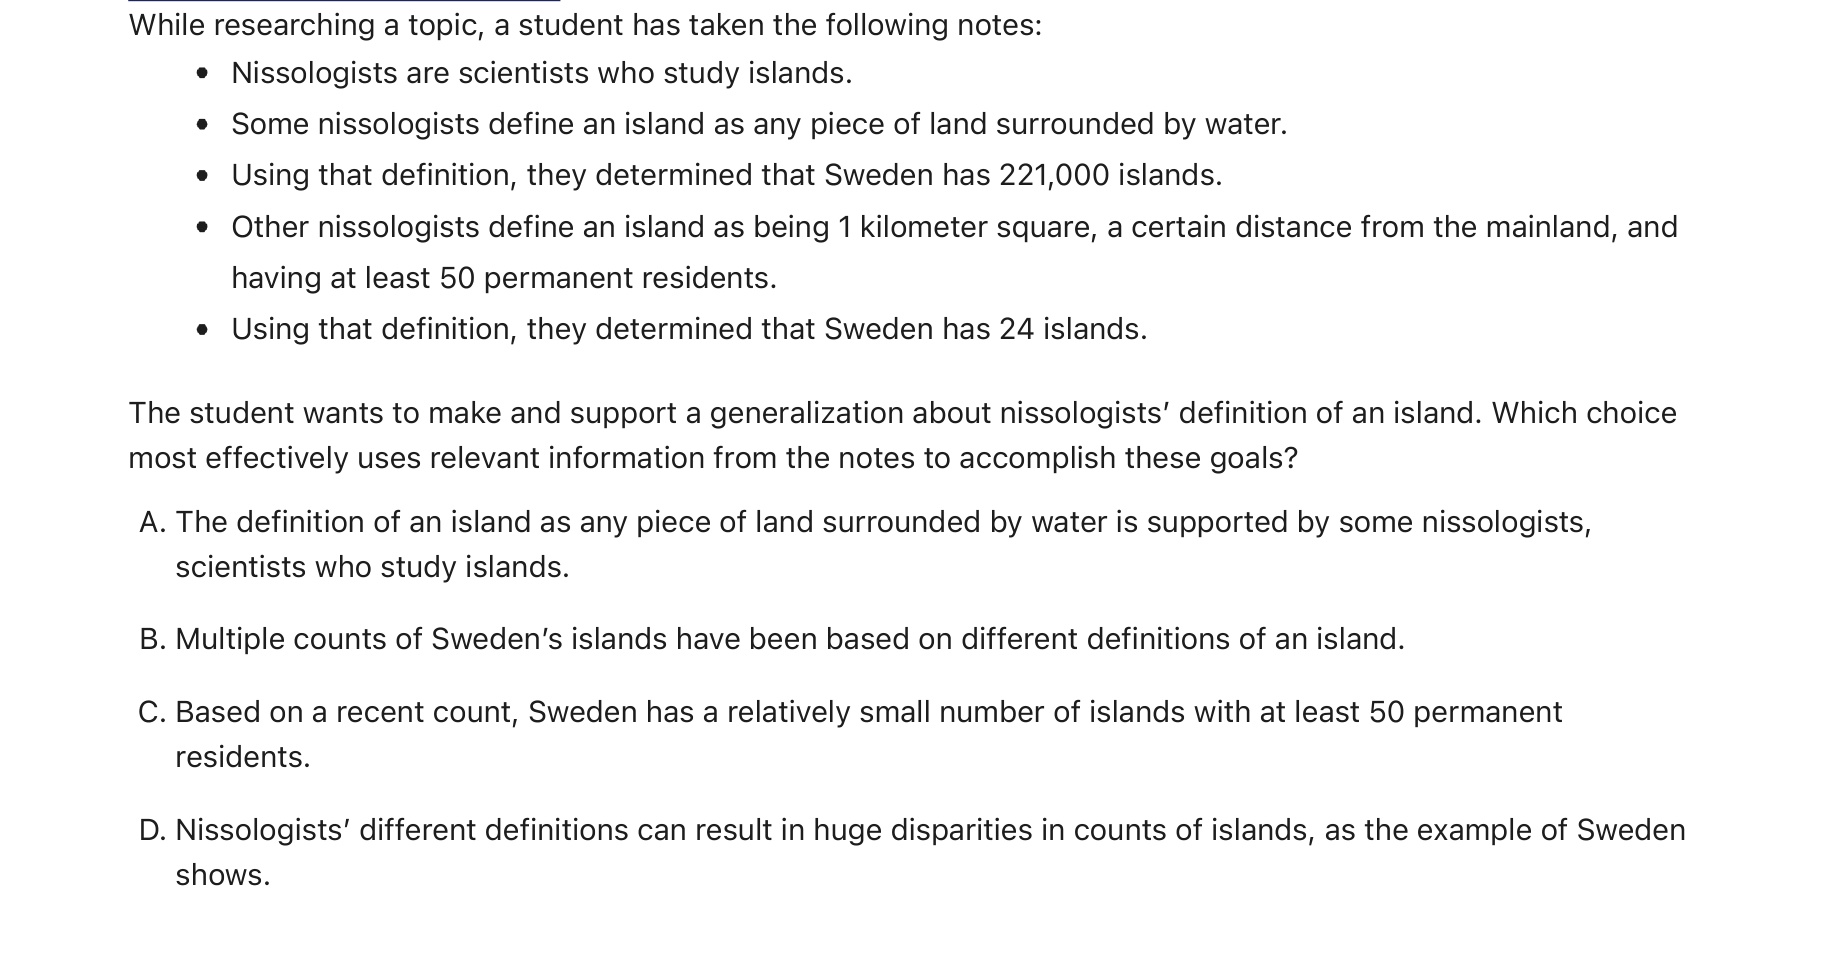 While researching a topic, a student has taken the following notes:
• Nissologists are scientists who study islands.
• Some nissologists define an island as any piece of land surrounded by water.
• Using that definition, they determined that Sweden has 221,000 islands.
• Other nissologists define an island as being 1 kilometer square, a certain distance from the mainland, and
having at least 50 permanent residents.
• Using that definition, they determined that Sweden has 24 islands.
The student wants to make and support a generalization about nissologists’ definition of an island. Which choice
most effectively uses relevant information from the notes to accomplish these goals?
A. The definition of an island as any piece of land surrounded by water is supported by some nissologists,
scientists who study islands.
B. Multiple counts of Sweden’s islands have been based on different definitions of an island.
C. Based on a recent count, Sweden has a relatively small number of islands with at least 50 permanent
residents.
D. Nissologists’ different definitions can result in huge disparities in counts of islands, as the example of Sweden
shows.